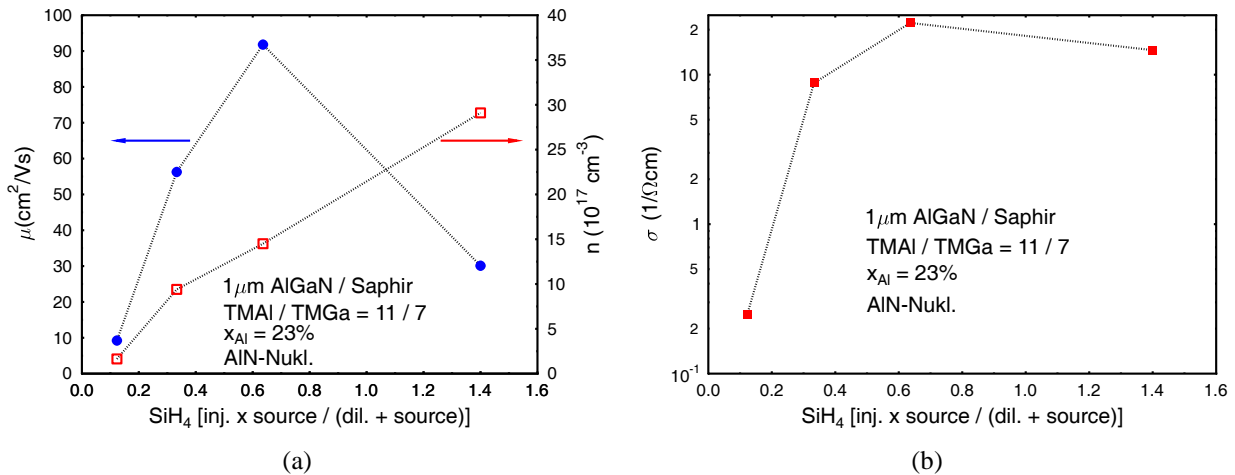 100
90
80
70
60
50
40
30
20
10
0
μ(cm²/Vs)
40
35
30
25
20
15
10
5
0
n (10¹⁷ cm⁻³)
1μm AlGaN / Saphir
TMAl / TMGa = 11 / 7
x_Al = 23%
AlN-Nukl.
0.0 0.2 0.4 0.6 0.8 1.0 1.2 1.4 1.6
SiH₄ [inj. x source / (dil. + source)]
(a)
2
10
5
2
1
5
2
10⁻¹
σ (1/Ωcm)
1μm AlGaN / Saphir
TMAl / TMGa = 11 / 7
x_Al = 23%
AlN-Nukl.
0.0 0.2 0.4 0.6 0.8 1.0 1.2 1.4 1.6
SiH₄ [inj. x source / (dil. + source)]
(b)